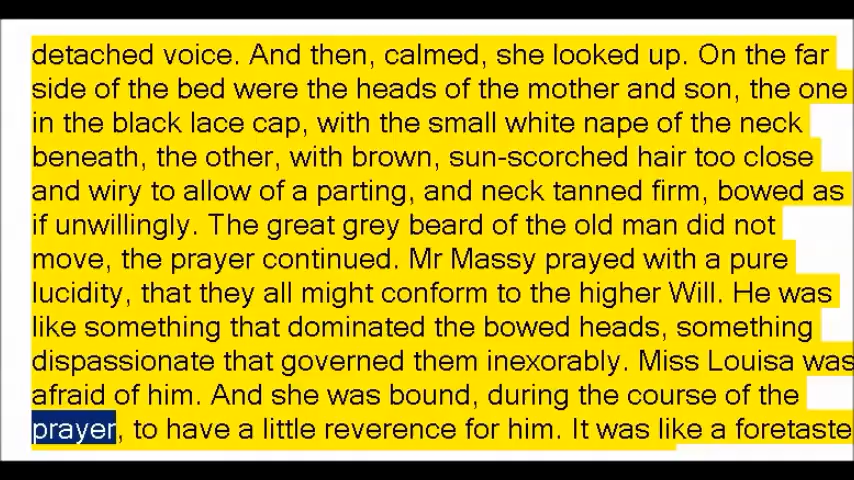 detached voice. And then, calmed, she looked up. On the far
side of the bed were the heads of the mother and son, the one
in the black lace cap, with the small white nape of the neck
beneath, the other, with brown, sun-scorched hair too close
and wiry to allow of a parting, and neck tanned firm, bowed as
if unwillingly. The great grey beard of the old man did not
move, the prayer continued. Mr Massy prayed with a pure
lucidity, that they all might conform to the higher Will. He was
like something that dominated the bowed heads, something
dispassionate that governed them inexorably. Miss Louisa was
afraid of him. And she was bound, during the course of the
prayer, to have a little reverence for him. It was like a foretaste